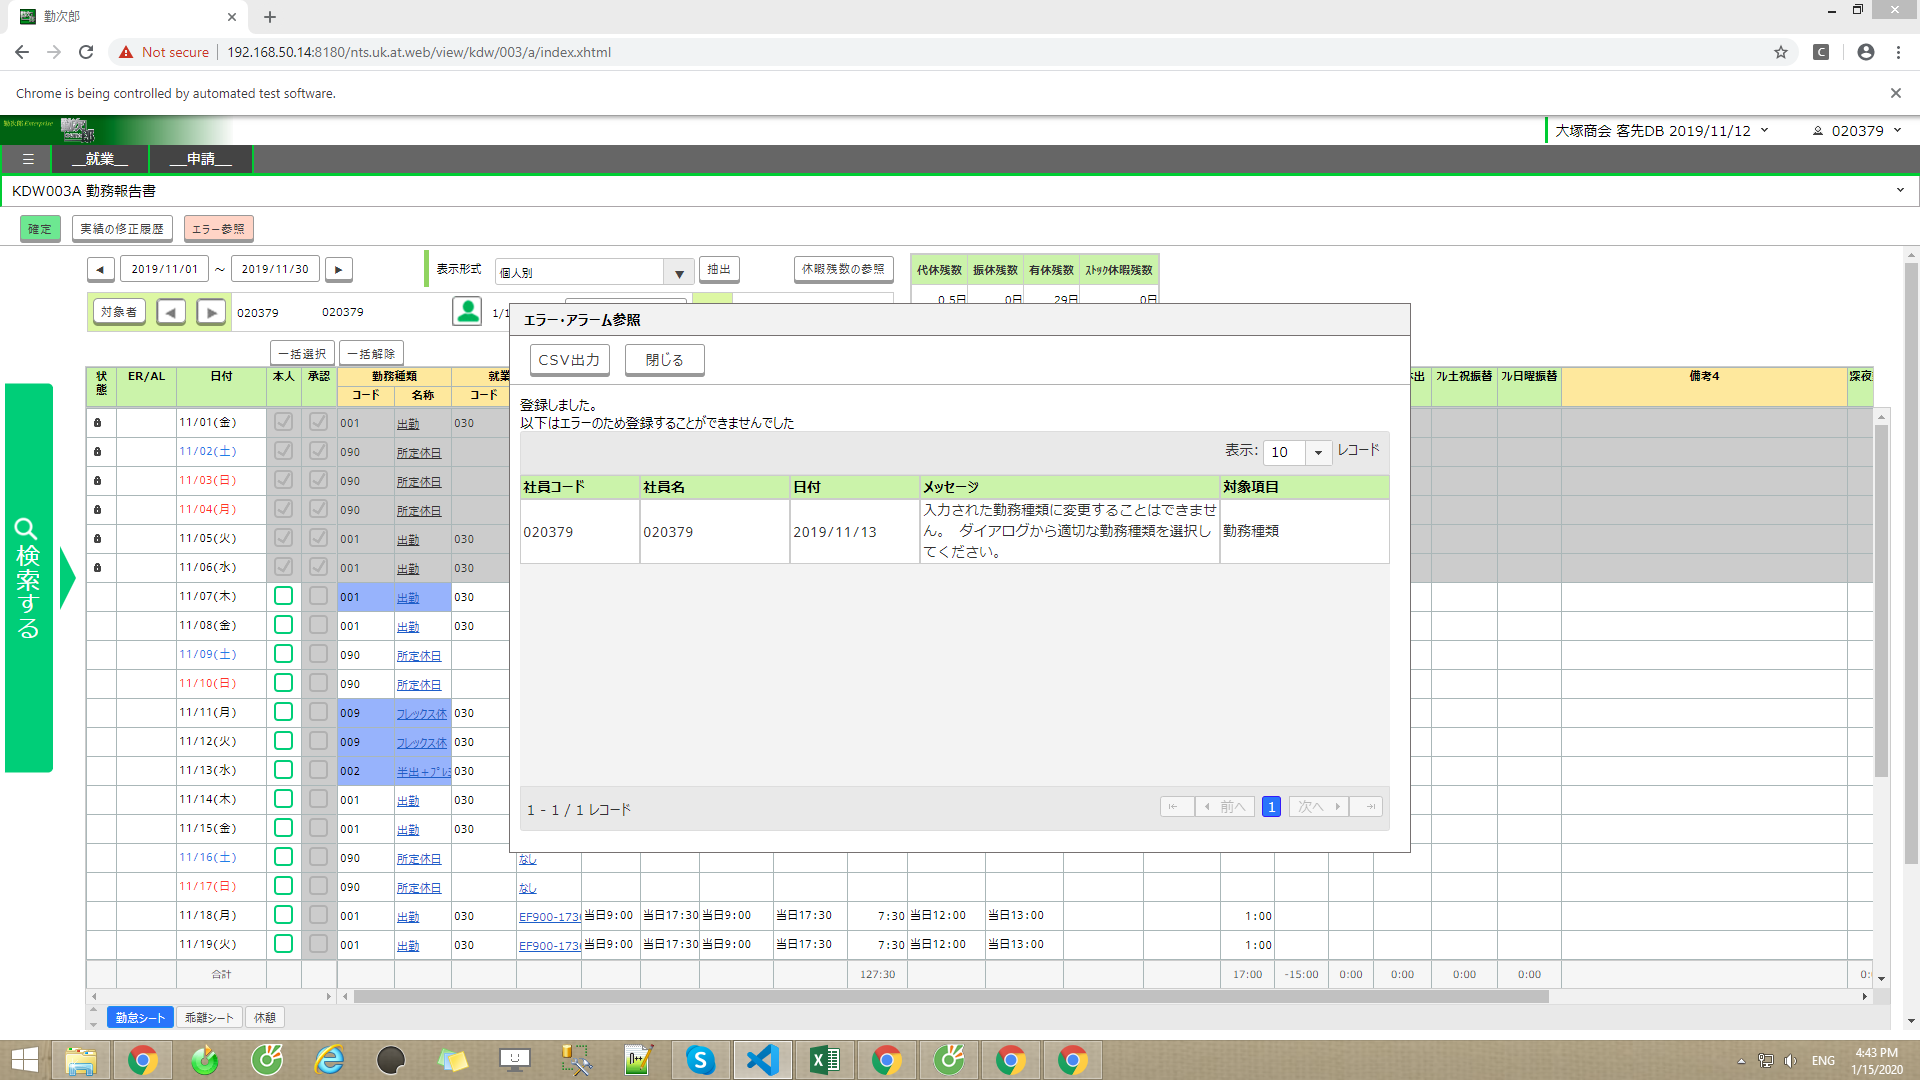 勤次郎
Not secure 192.168.50.14:8180/nts.uk.at.web/view/kdw/003/a/index.xhtml
Chrome is being controlled by automated test software.
勤次郎 Enterprise
大塚商会 客先DB 2019/11/12 020379
☰ __就業__ __申請__
KDW003A 勤務報告書
確定 実績の修正履歴 エラー参照
◀ 2019/11/01 ～ 2019/11/30 ▶ 表示形式 個人別 ▼ 抽出 休暇残数の参照 代休残数 振休残数 有休残数 ｽﾄｯｸ休暇残数
0.5日 0日 29日 0日
対象者 ◀ ▶ 020379 020379 1/1
一括選択 一括解除
状態 ER/AL 日付 本人 承認 勤務種類 就業 出 ﾌﾚ土祝振替 ﾌﾚ日曜振替 備考4 深夜
コード 名称 コード
11/01(金) 001 出勤 030
11/02(土) 090 所定休日
11/03(日) 090 所定休日
11/04(月) 090 所定休日
11/05(火) 001 出勤 030
11/06(水) 001 出勤 030
11/07(木) 001 出勤 030
11/08(金) 001 出勤 030
11/09(土) 090 所定休日
11/10(日) 090 所定休日
11/11(月) 009 フレックス休 030
11/12(火) 009 フレックス休 030
11/13(水) 002 半出+ﾌﾟﾚﾐ 030
11/14(木) 001 出勤 030
11/15(金) 001 出勤 030
11/16(土) 090 所定休日 なし
11/17(日) 090 所定休日 なし
11/18(月) 001 出勤 030 EF900-1730 当日9:00 当日17:30 当日9:00 当日17:30 7:30 当日12:00 当日13:00 1:00
11/19(火) 001 出勤 030 EF900-1730 当日9:00 当日17:30 当日9:00 当日17:30 7:30 当日12:00 当日13:00 1:00
合計 127:30 17:00 -15:00 0:00 0:00 0:00 0:00 0:
勤怠シート 乖離シート 休憩
検索する
エラー・アラーム参照
CSV出力 閉じる
登録しました。
以下はエラーのため登録することができませんでした
表示: 10 レコード
社員コード 社員名 日付 メッセージ 対象項目
020379 020379 2019/11/13 入力された勤務種類に変更することはできません。 ダイアログから適切な勤務種類を選択してください。 勤務種類
1 - 1 / 1 レコード 前へ 1 次へ
ENG 4:43 PM
1/15/2020